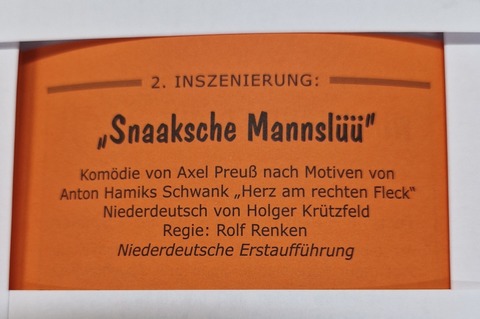 2. INSZENIERUNG:
„Snaaksche Mannslüü“
Komödie von Axel Preuß nach Motiven von
Anton Hamiks Schwank „Herz am rechten Fleck“
Niederdeutsch von Holger Krützfeld
Regie: Rolf Renken
Niederdeutsche Erstaufführung